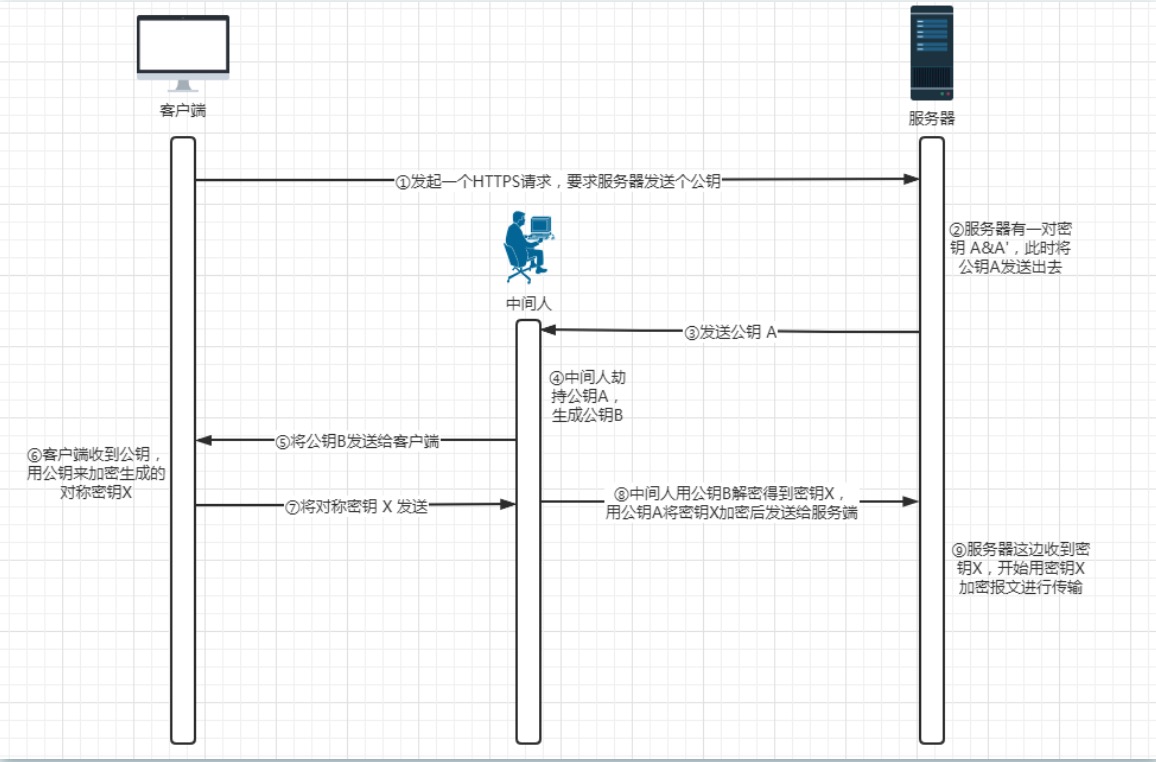 客户端
服务器
①发起一个HTTPS请求，要求服务器发送个公钥
②服务器有一对密
钥 A&A'，此时将
公钥A发送出去
中间人
③发送公钥 A
④中间人劫
持公钥A，
生成公钥B
⑤将公钥B发送给客户端
⑥客户端收到公钥，
用公钥来加密生成的
对称密钥X
⑦将对称密钥 X 发送
⑧中间人用公钥B解密得到密钥X，
用公钥A将密钥X加密后发送给服务端
⑨服务器这边收到密
钥X，开始用密钥X
加密报文进行传输